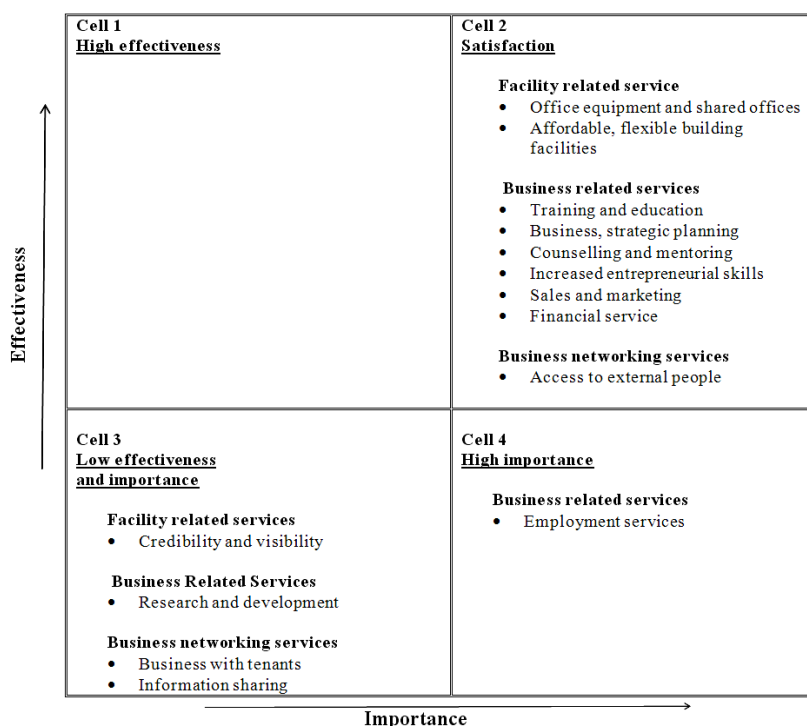 Cell 1
High effectiveness
Cell 2
Satisfaction
Facility related service
• Office equipment and shared offices
• Affordable, flexible building
facilities
Business related services
• Training and education
• Business, strategic planning
• Counselling and mentoring
• Increased entrepreneurial skills
• Sales and marketing
• Financial service
Business networking services
• Access to external people
Effectiveness
Cell 3
Low effectiveness
and importance
Facility related services
• Credibility and visibility
Business Related Services
• Research and development
Business networking services
• Business with tenants
• Information sharing
Cell 4
High importance
Business related services
• Employment services
Importance